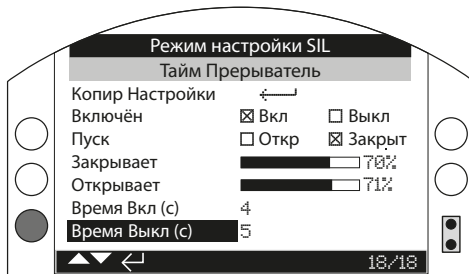 Режим настройки SIL
Тайм Прерыватель
Копир Настройки
Включён Вкл Выкл
Пуск Откр Закрыт
Закрывает 70%
Открывает 71%
Время Вкл (с) 4
Время Выкл (с) 5
18/18